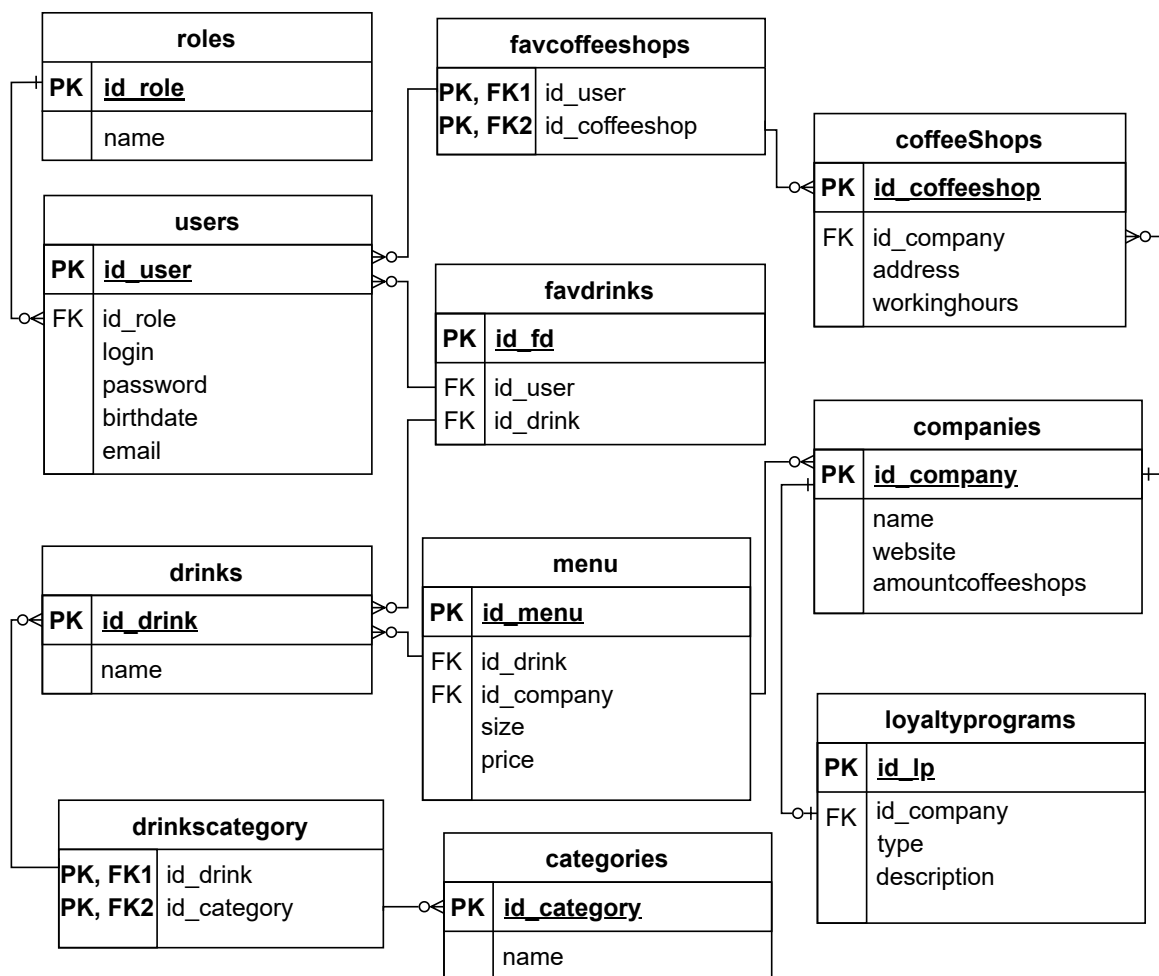 roles
PK id_role
name
users
PK id_user
FK id_role
login
password
birthdate
email
favcoffeeshops
PK, FK1 id_user
PK, FK2 id_coffeeshop
coffeeShops
PK id_coffeeshop
FK id_company
address
workinghours
favdrinks
PK id_fd
FK id_user
FK id_drink
companies
PK id_company
name
website
amountcoffeeshops
drinks
PK id_drink
name
menu
PK id_menu
FK id_drink
FK id_company
size
price
loyaltyprograms
PK id_lp
FK id_company
type
description
drinkscategory
PK, FK1 id_drink
PK, FK2 id_category
categories
PK id_category
name